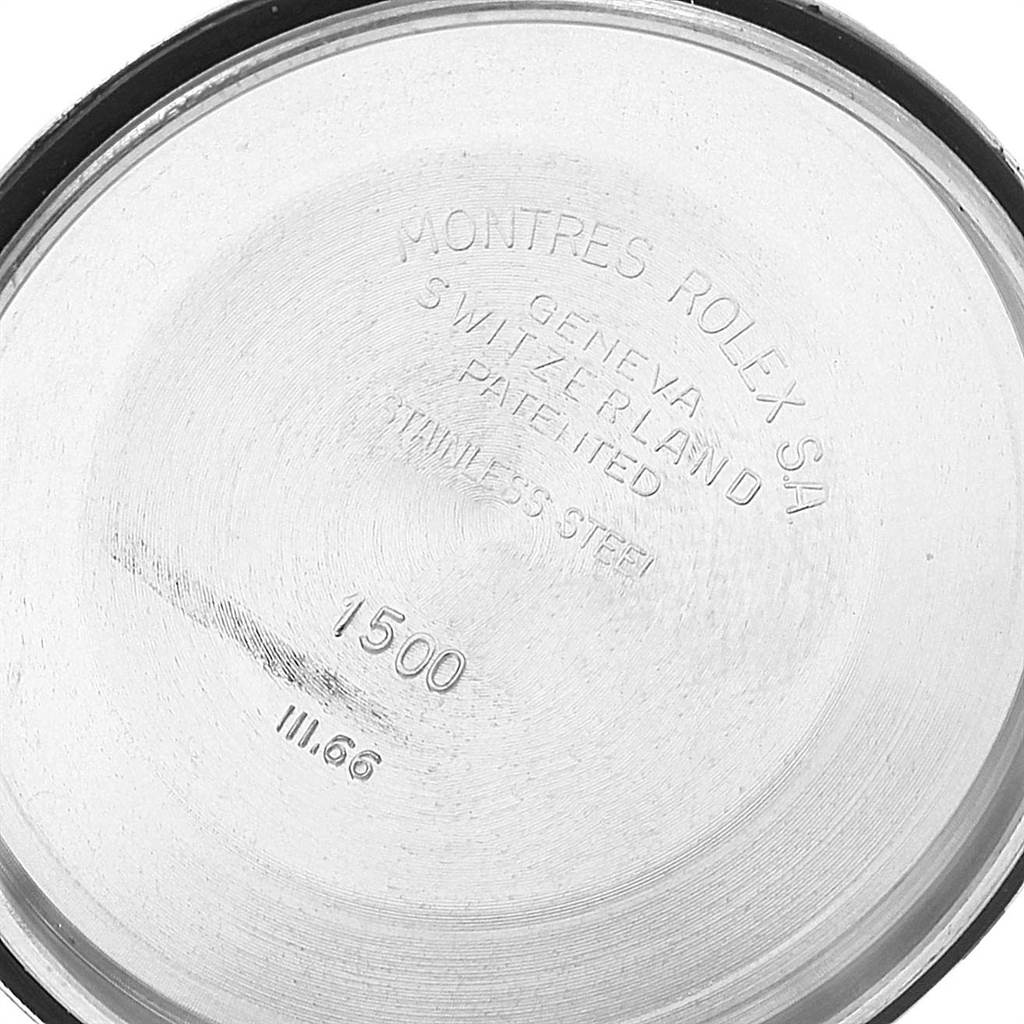 MONTRES ROLEX S.A
GENEVA
SWITZERLAND
PATENTED
STAINLESS STEEL
1500
III.66